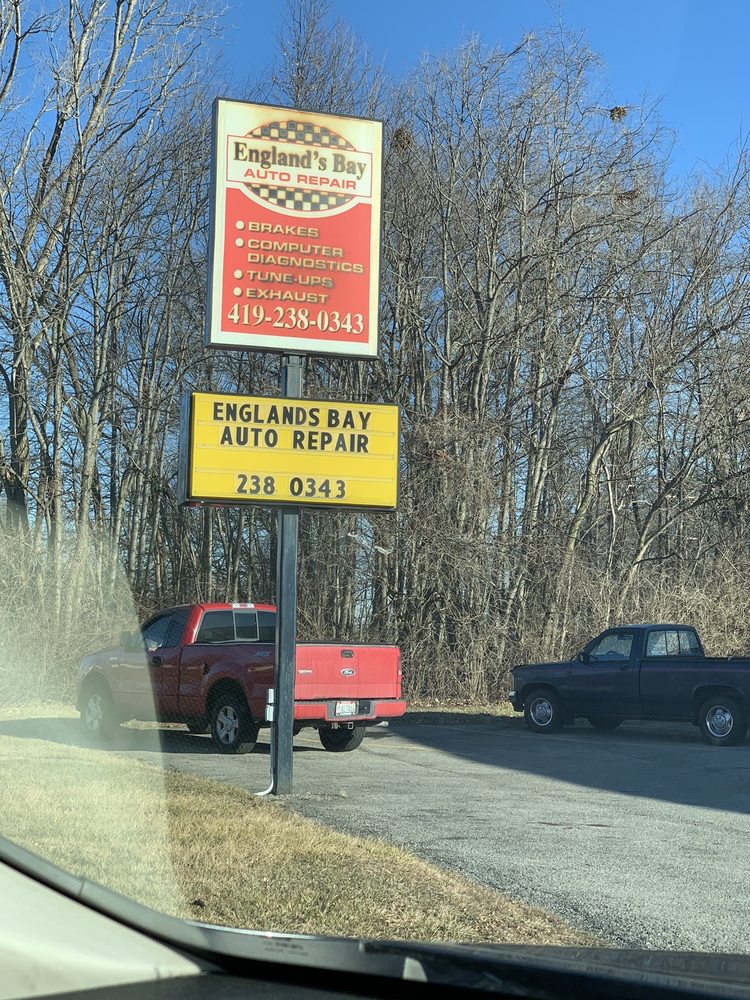 England's Bay
AUTO REPAIR
• BRAKES
• COMPUTER
DIAGNOSTICS
• TUNE-UPS
• EXHAUST
419-238-0343
ENGLANDS BAY
AUTO REPAIR
238 0343
Ford